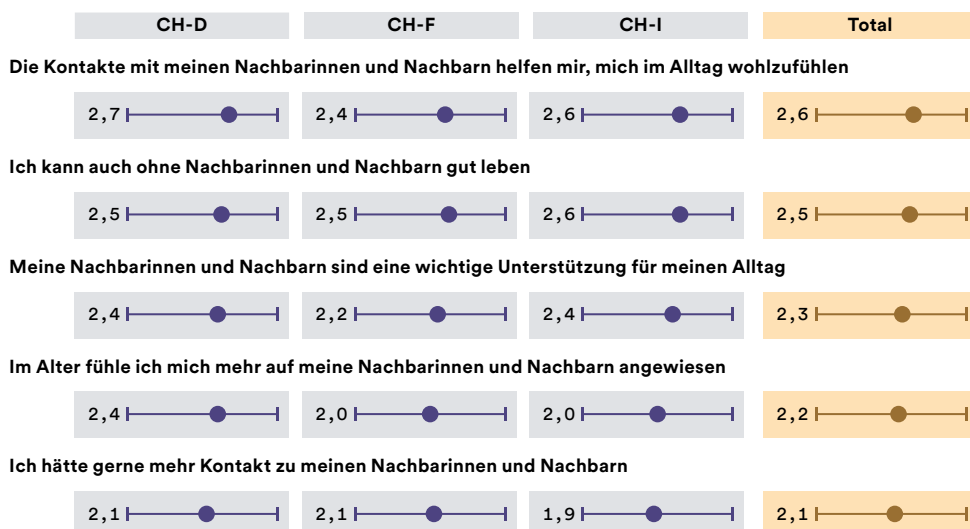 CH-D CH-F CH-I Total
Die Kontakte mit meinen Nachbarinnen und Nachbarn helfen mir, mich im Alltag wohlzufühlen
2,7 2,4 2,6 2,6
Ich kann auch ohne Nachbarinnen und Nachbarn gut leben
2,5 2,5 2,6 2,5
Meine Nachbarinnen und Nachbarn sind eine wichtige Unterstützung für meinen Alltag
2,4 2,2 2,4 2,3
Im Alter fühle ich mich mehr auf meine Nachbarinnen und Nachbarn angewiesen
2,4 2,0 2,0 2,2
Ich hätte gerne mehr Kontakt zu meinen Nachbarinnen und Nachbarn
2,1 2,1 1,9 2,1